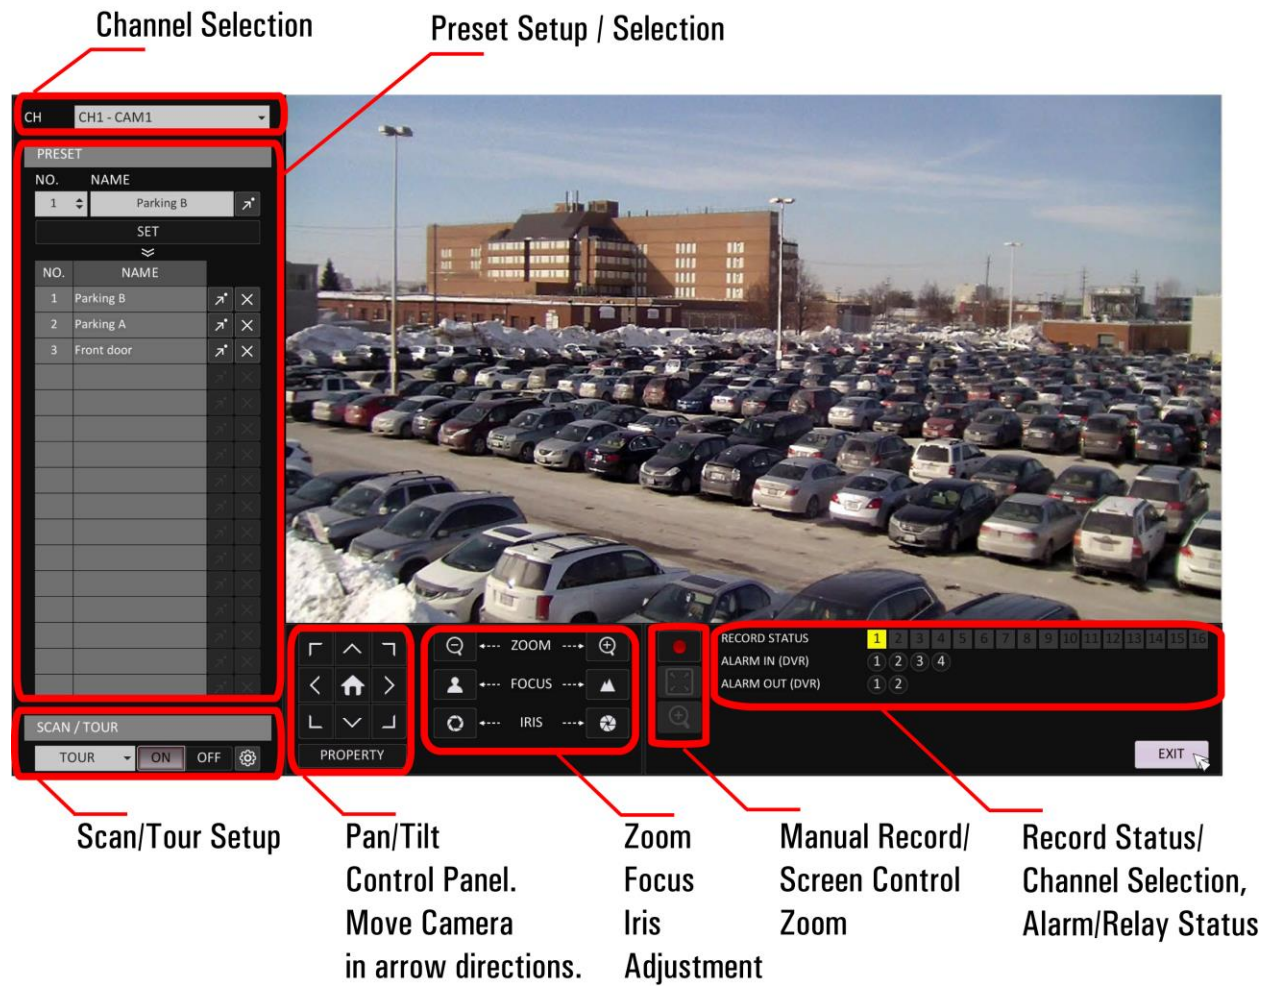 Channel Selection
Preset Setup / Selection
CH CH1 - CAM1
PRESET
NO. NAME
1 Parking B
SET
NO. NAME
1 Parking B
2 Parking A
3 Front door
SCAN / TOUR
TOUR ON OFF
PROPERTY
ZOOM
FOCUS
IRIS
RECORD STATUS 1 2 3 4 5 6 7 8 9 10 11 12 13 14 15 16
ALARM IN (DVR) 1 2 3 4
ALARM OUT (DVR) 1 2
EXIT
Scan/Tour Setup
Pan/Tilt
Control Panel.
Move Camera
in arrow directions.
Zoom
Focus
Iris
Adjustment
Manual Record/
Screen Control
Zoom
Record Status/
Channel Selection,
Alarm/Relay Status